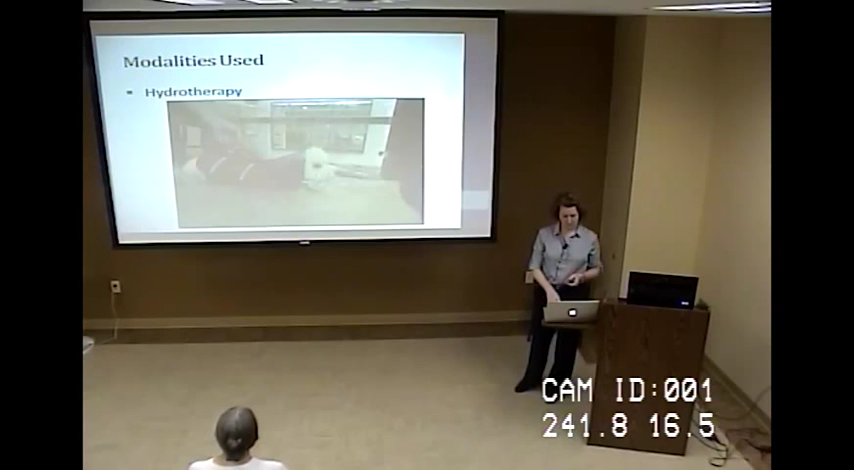 Modalities Used
▪ Hydrotherapy
CAM ID:001
241.8 16.5